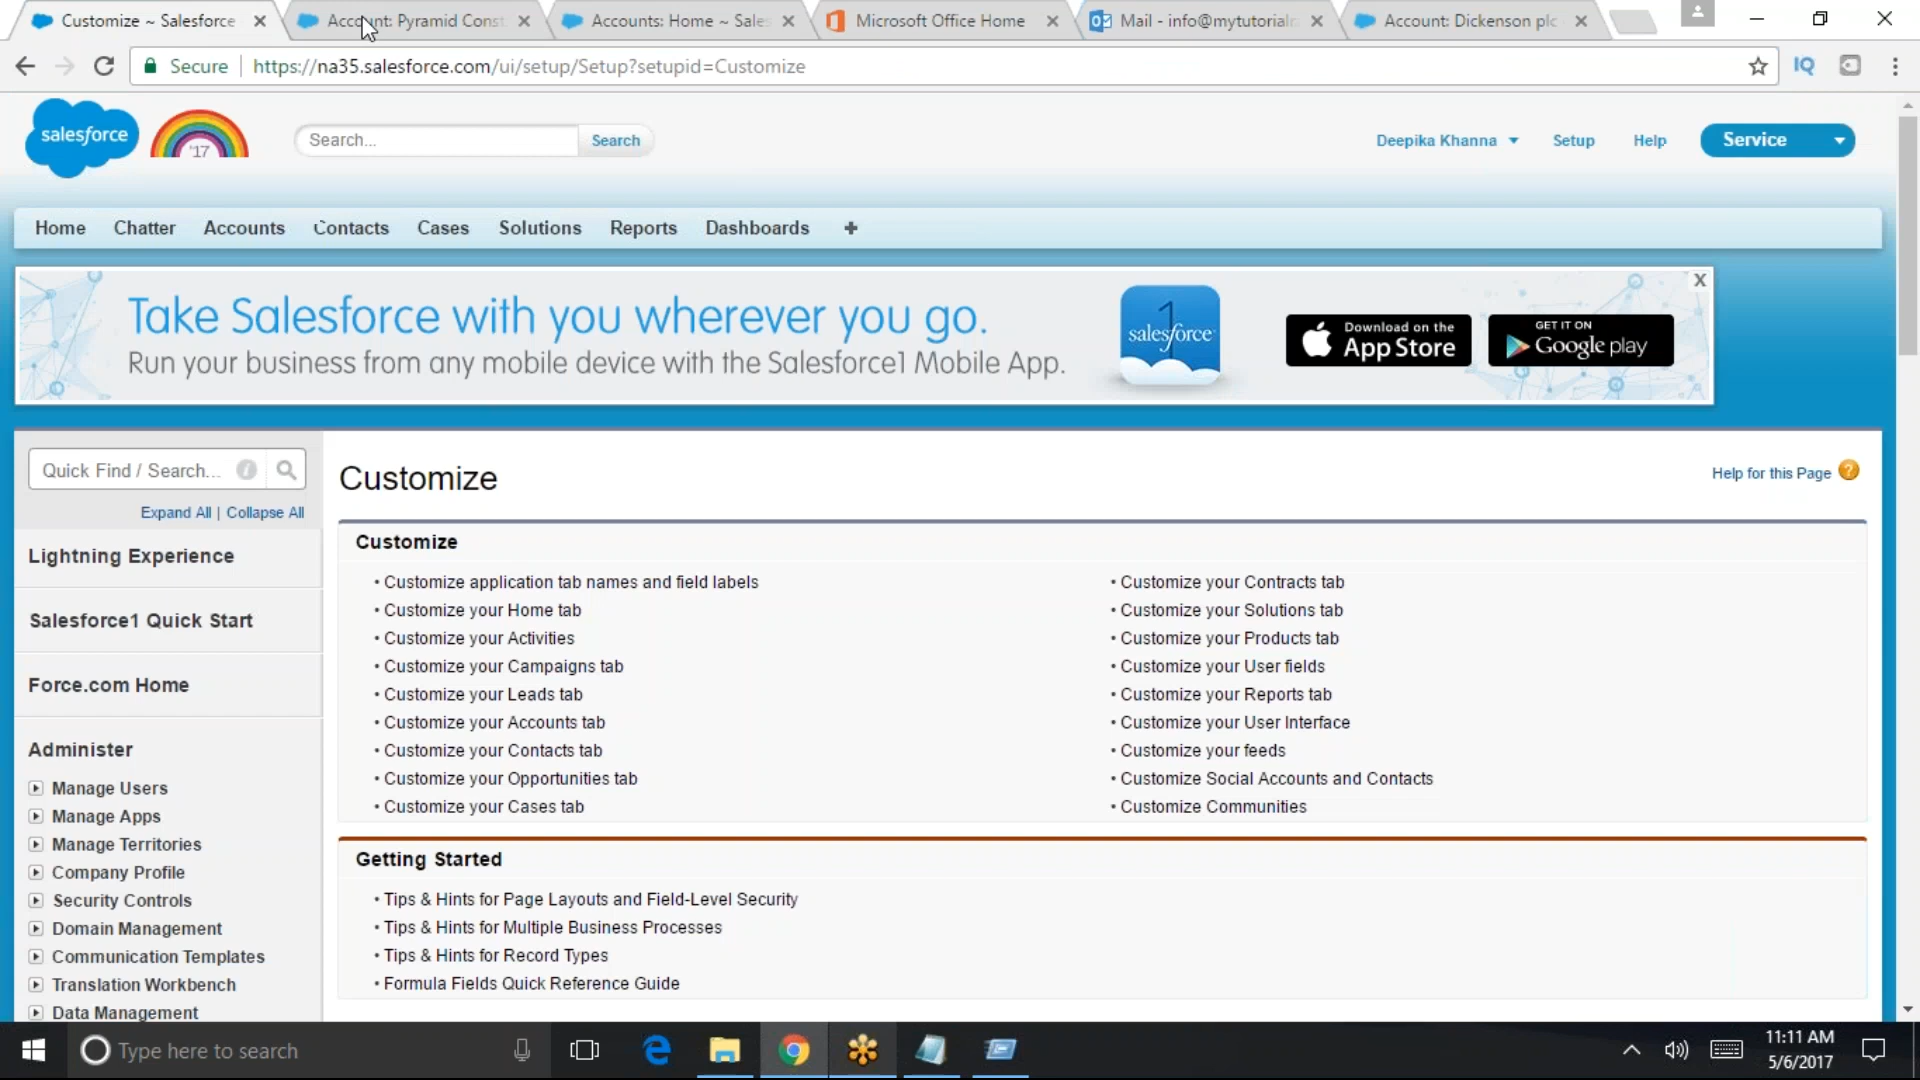 Customize ~ Salesforce
Account: Pyramid Const
Accounts: Home ~ Sales
Microsoft Office Home
Mail - info@mytutorialr
Account: Dickenson plc
Secure
https://na35.salesforce.com/ui/setup/Setup?setupid=Customize
IQ
salesforce
'17
Search...
Search
Deepika Khanna
Setup
Help
Service
Home
Chatter
Accounts
Contacts
Cases
Solutions
Reports
Dashboards
+
Take Salesforce with you wherever you go.
Run your business from any mobile device with the Salesforce1 Mobile App.
1
salesforce
Download on the
App Store
GET IT ON
Google play
X
Quick Find / Search...
Expand All | Collapse All
Lightning Experience
Salesforce1 Quick Start
Force.com Home
Administer
Manage Users
Manage Apps
Manage Territories
Company Profile
Security Controls
Domain Management
Communication Templates
Translation Workbench
Data Management
Customize
Help for this Page ?
Customize
• Customize application tab names and field labels
• Customize your Home tab
• Customize your Activities
• Customize your Campaigns tab
• Customize your Leads tab
• Customize your Accounts tab
• Customize your Contacts tab
• Customize your Opportunities tab
• Customize your Cases tab
• Customize your Contracts tab
• Customize your Solutions tab
• Customize your Products tab
• Customize your User fields
• Customize your Reports tab
• Customize your User Interface
• Customize your feeds
• Customize Social Accounts and Contacts
• Customize Communities
Getting Started
• Tips & Hints for Page Layouts and Field-Level Security
• Tips & Hints for Multiple Business Processes
• Tips & Hints for Record Types
• Formula Fields Quick Reference Guide
Type here to search
11:11 AM
5/6/2017